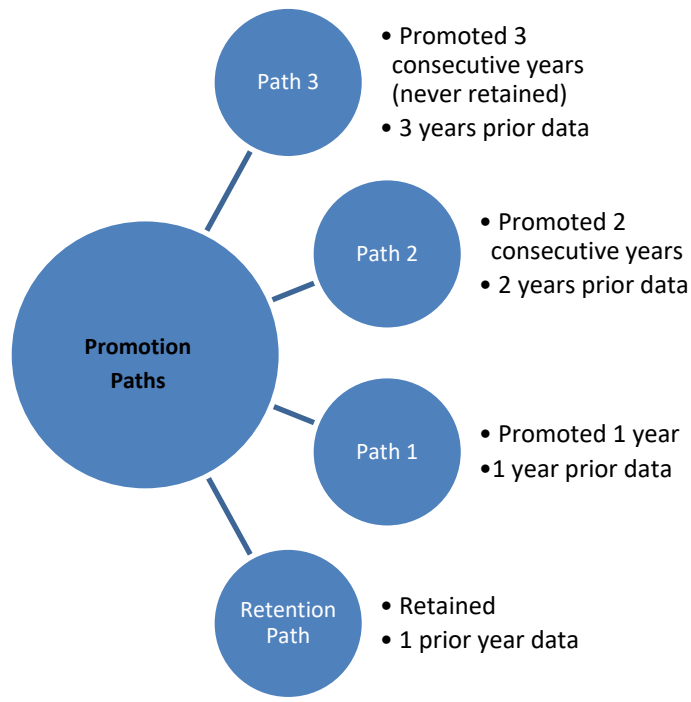 Path 3
• Promoted 3
consecutive years
(never retained)
• 3 years prior data
Path 2
• Promoted 2
consecutive years
• 2 years prior data
Promotion
Paths
Path 1
• Promoted 1 year
•1 year prior data
Retention
Path
• Retained
• 1 prior year data